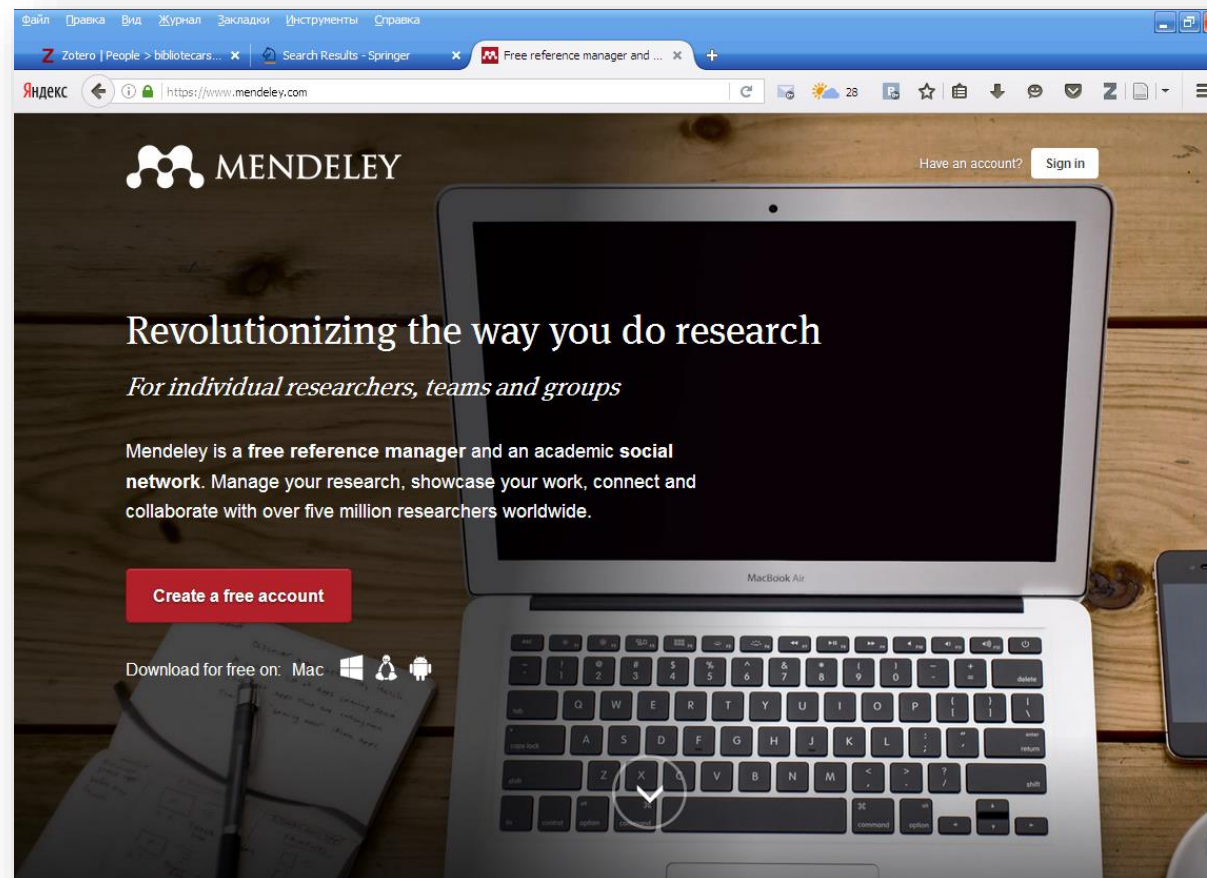 Файл Правка Вид Журнал Закладки Инструменты Справка
Zotero | People > bibliotecars... Search Results - Springer Free reference manager and ...
Яндекс https://www.mendeley.com 28
MENDELEY
Have an account? Sign in
Revolutionizing the way you do research
For individual researchers, teams and groups
Mendeley is a free reference manager and an academic social
network. Manage your research, showcase your work, connect and
collaborate with over five million researchers worldwide.
MacBook Air
Create a free account
Download for free on: Mac
Q W E R T Y U I O P
A S D F G H J K L
Z X C V B N M